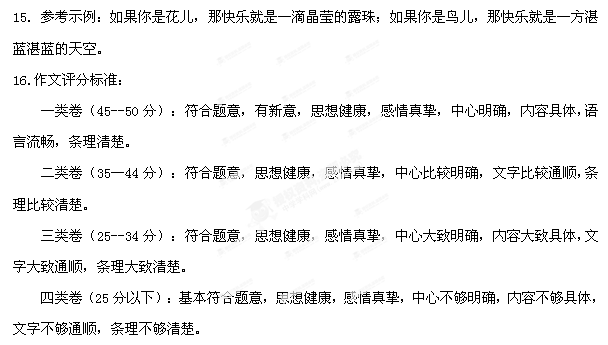 15. 参考示例：如果你是花儿，那快乐就是一滴晶莹的露珠；如果你是鸟儿，那快乐就是一方湛
蓝湛蓝的天空。
16.作文评分标准：
一类卷（45--50 分）：符合题意，有新意，思想健康，感情真挚，中心明确，内容具体，语
言流畅，条理清楚。
二类卷（35—44 分）：符合题意，思想健康，感情真挚，中心比较明确，文字比较通顺，条
理比较清楚。
三类卷（25--34 分）：符合题意，思想健康，感情真挚，中心大致明确，内容大致具体，文
字大致通顺，条理大致清楚。
四类卷（25 分以下）：基本符合题意，思想健康，感情真挚，中心不够明确，内容不够具体，
文字不够通顺，条理不够清楚。